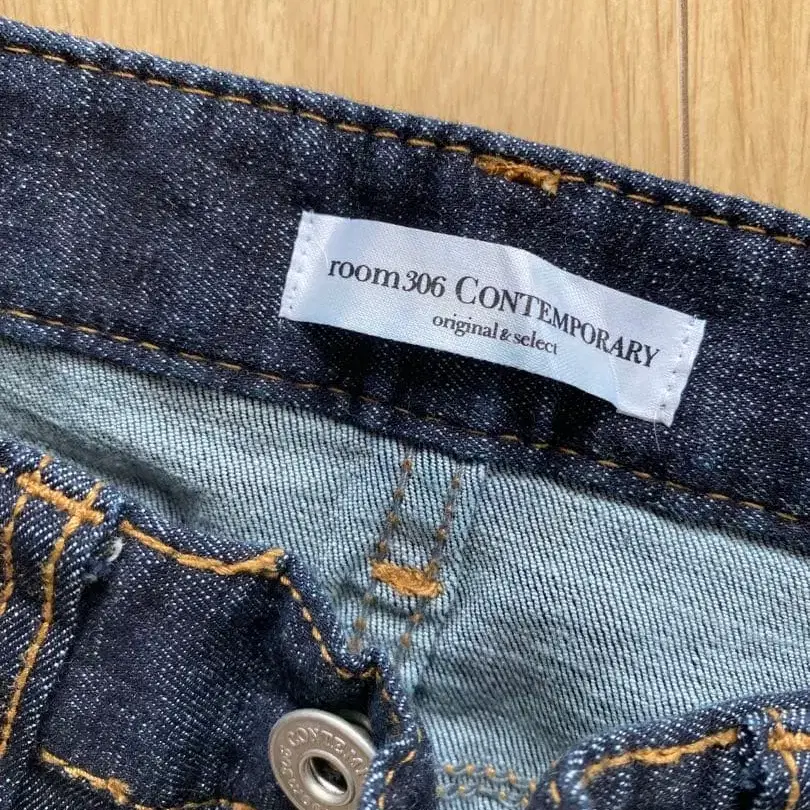 room306 CONTEMPORARY
original & select